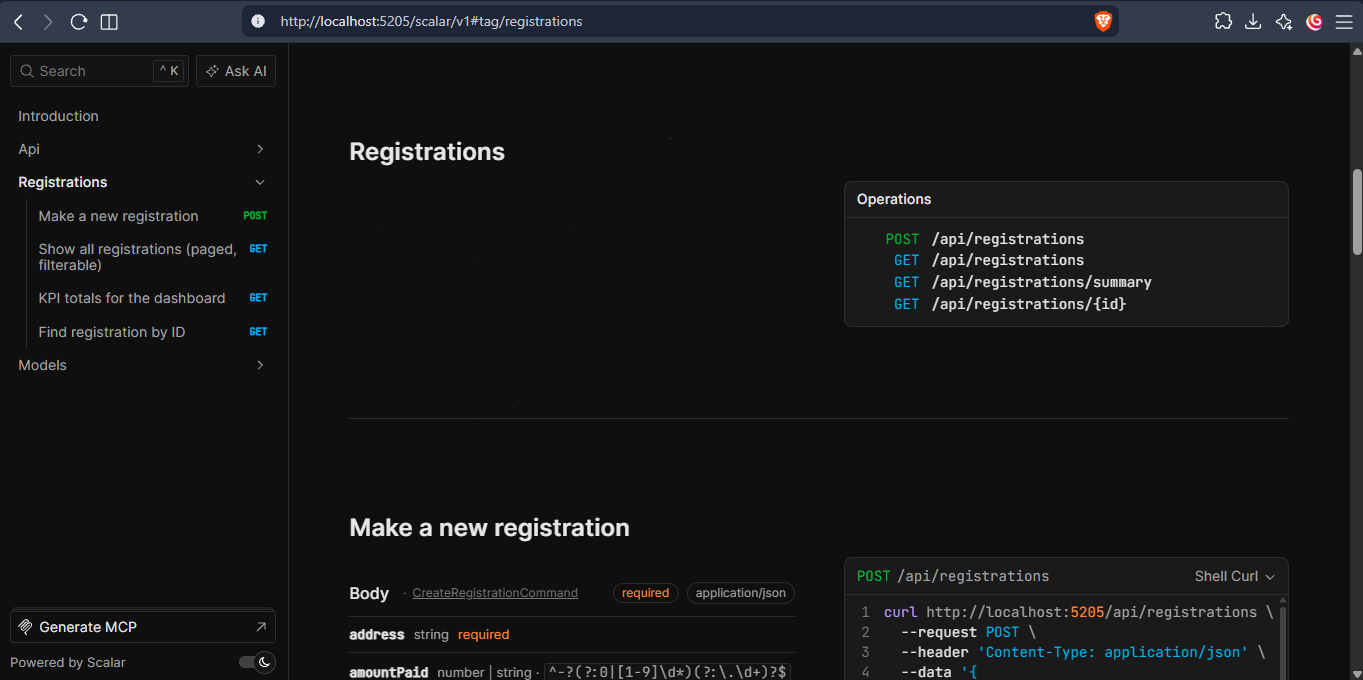 http://localhost:5205/scalar/v1#tag/registrations
Search
^ K
Ask AI
Introduction
Api
Registrations
Make a new registration POST
Show all registrations (paged, GET
filterable)
KPI totals for the dashboard GET
Find registration by ID GET
Models
Generate MCP
Powered by Scalar
Registrations
Operations
POST /api/registrations
GET /api/registrations
GET /api/registrations/summary
GET /api/registrations/{id}
Make a new registration
Body · CreateRegistrationCommand required application/json
address string required
amountPaid number | string · ^-?(?:0|[1-9]\d*)(?:\.\d+)?$
POST /api/registrations Shell Curl
1 curl http://localhost:5205/api/registrations \
2 --request POST \
3 --header 'Content-Type: application/json' \
4 --data '{